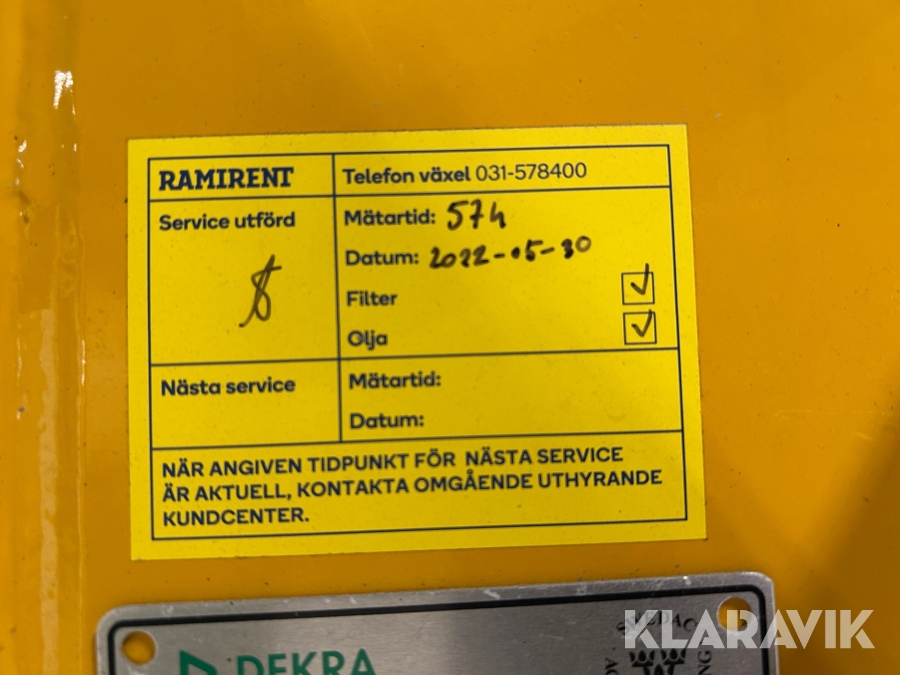 RAMIRENT
Telefon växel 031-578400
Service utförd
Mätartid: 574
Datum: 2022-05-30
Filter
Olja
Nästa service
Mätartid:
Datum:
NÄR ANGIVEN TIDPUNKT FÖR NÄSTA SERVICE
ÄR AKTUELL, KONTAKTA OMGÅENDE UTHYRANDE
KUNDCENTER.
DEKRA
KLARAVIK